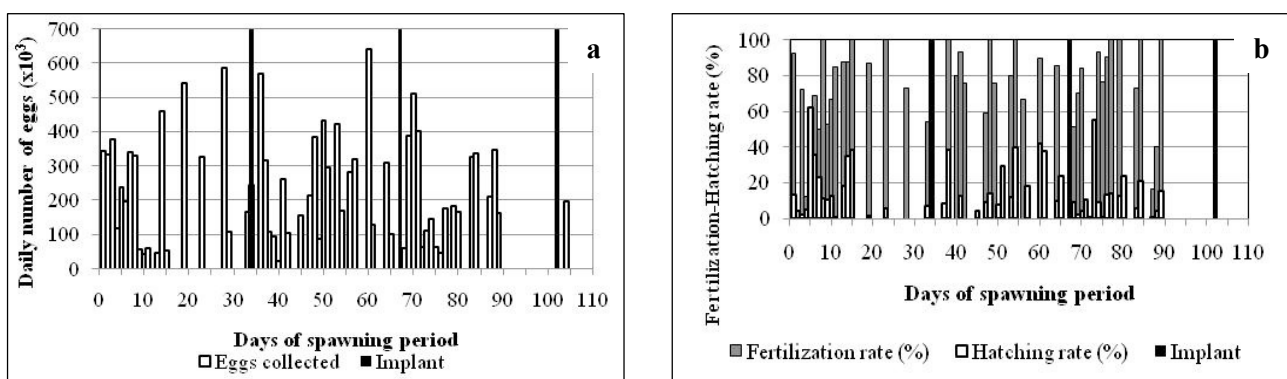 a
Daily number of eggs (x10³)
700
600
500
400
300
200
100
0
0 10 20 30 40 50 60 70 80 90 100 110
Days of spawning period
Eggs collected Implant
b
Fertilization-Hatching rate (%)
100
80
60
40
20
0
0 10 20 30 40 50 60 70 80 90 100 110
Days of spawning period
Fertilization rate (%) Hatching rate (%) Implant